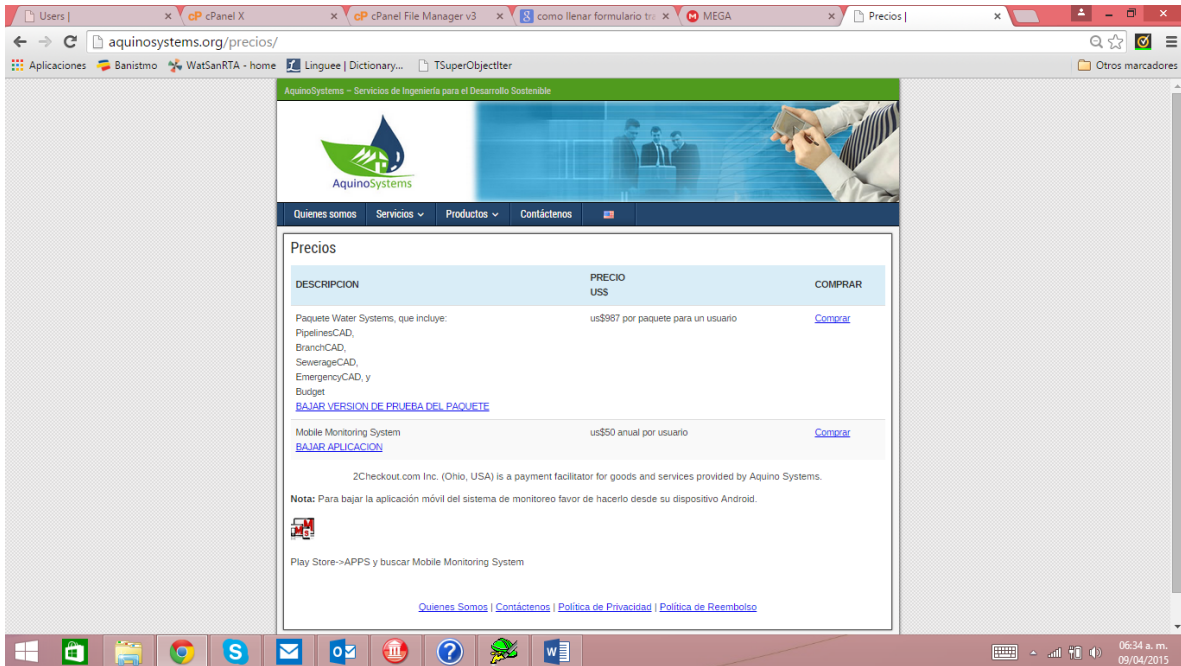 Users |
cPanel X
cPanel File Manager v3
como llenar formulario tra
MEGA
Precios |
aquinosystems.org/precios/
Aplicaciones
Banistmo
WatSanRTA - home
Linguee | Dictionary...
TSuperObjectIter
Otros marcadores
AquinoSystems – Servicios de Ingeniería para el Desarrollo Sostenible
AquinoSystems
Quienes somos
Servicios
Productos
Contáctenos
Precios
DESCRIPCION
PRECIO
US$
COMPRAR
Paquete Water Systems, que incluye:
us$987 por paquete para un usuario
Comprar
PipelinesCAD,
BranchCAD,
SewerageCAD,
EmergencyCAD, y
Budget
BAJAR VERSION DE PRUEBA DEL PAQUETE
Mobile Monitoring System
us$50 anual por usuario
Comprar
BAJAR APLICACION
2Checkout.com Inc. (Ohio, USA) is a payment facilitator for goods and services provided by Aquino Systems.
Nota: Para bajar la aplicación móvil del sistema de monitoreo favor de hacerlo desde su dispositivo Android.
Play Store->APPS y buscar Mobile Monitoring System
Quienes Somos | Contáctenos | Política de Privacidad | Política de Reembolso
06:34 a. m.
09/04/2015